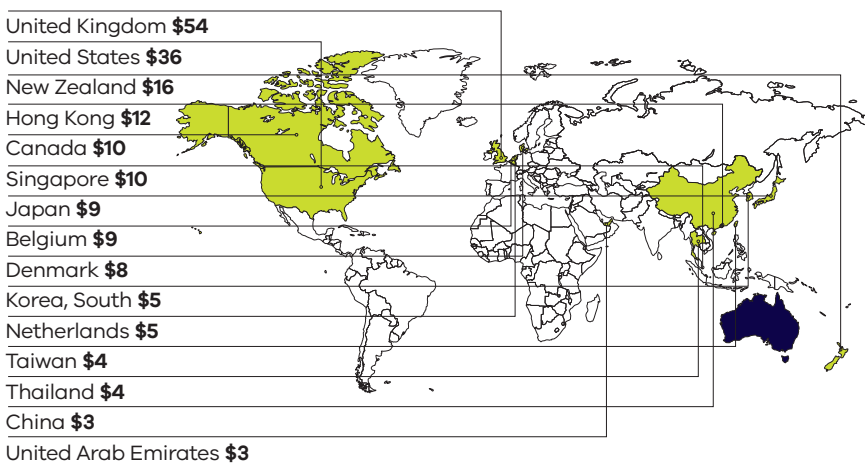 United Kingdom $54
United States $36
New Zealand $16
Hong Kong $12
Canada $10
Singapore $10
Japan $9
Belgium $9
Denmark $8
Korea, South $5
Netherlands $5
Taiwan $4
Thailand $4
China $3
United Arab Emirates $3